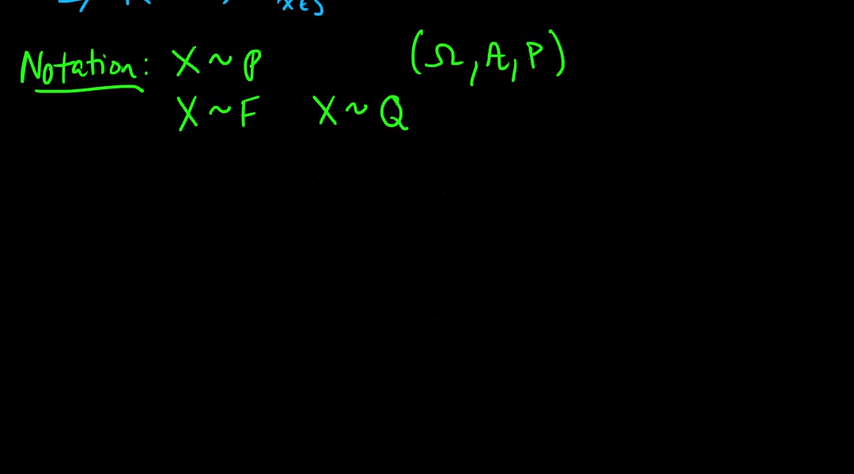 x∈S
Notation: X ~ p (Ω, A, P)
X ~ F X ~ Q